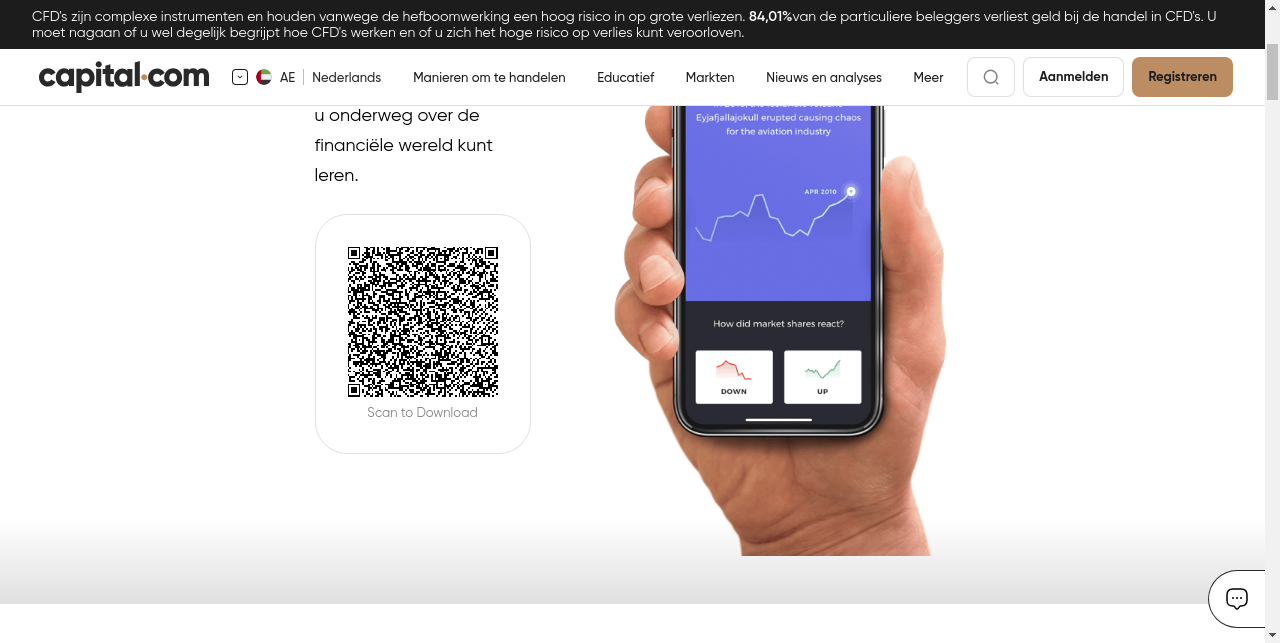 CFD's zijn complexe instrumenten en houden vanwege de hefboomwerking een hoog risico in op grote verliezen. 84,01%van de particuliere beleggers verliest geld bij de handel in CFD's. U
moet nagaan of u wel degelijk begrijpt hoe CFD's werken en of u zich het hoge risico op verlies kunt veroorloven.
capital.com
AE Nederlands
Manieren om te handelen
Educatief
Markten
Nieuws en analyses
Meer
Aanmelden
Registreren
u onderweg over de
financiële wereld kunt
leren.
Scan to Download
Eyjafjallajokull erupted causing chaos
for the aviation industry
APR 2010
How did market shares react?
DOWN
UP